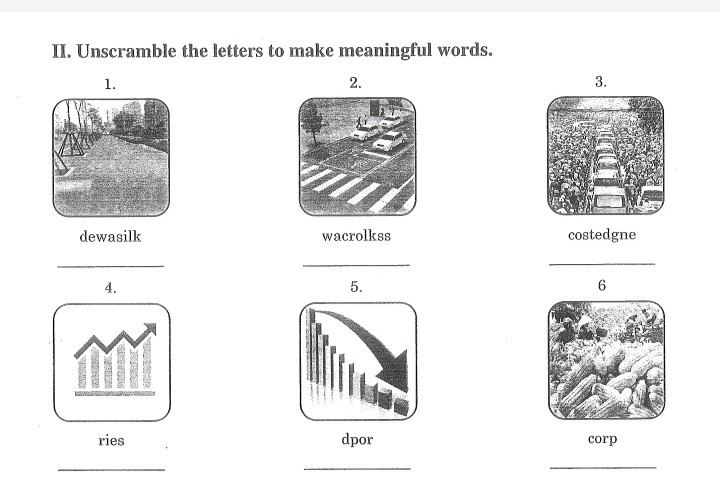 II. Unscramble the letters to make meaningful words.
1.
2.
3.
dewasilk
wacrolkss
costedgne
4.
5.
6
ries
dpor
corp